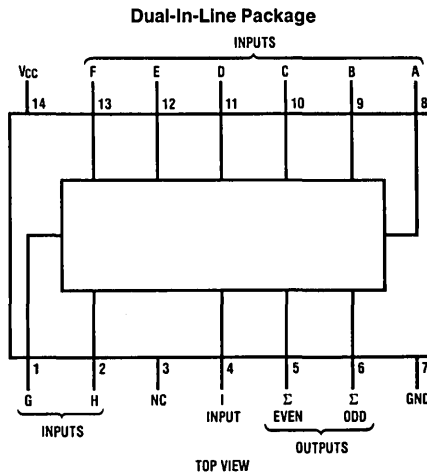 Dual-In-Line Package
INPUTS
VCC F E D C B A
14 13 12 11 10 9 8
1 2 3 4 5 6 7
G H NC I Σ Σ GND
INPUT EVEN ODD
INPUTS OUTPUTS
TOP VIEW